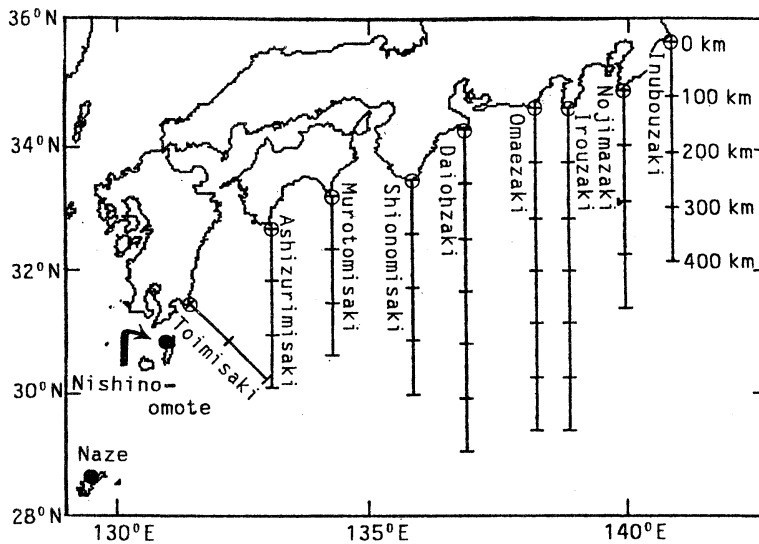 36°N
34°N
32°N
30°N
28°N
130°E
135°E
140°E
0 km
100 km
200 km
300 km
400 km
Toimisaki
Ashizurimisaki
Murotomisaki
Shionomisaki
Daiohzaki
Omaezaki
Irouzaki
Nojimazaki
Inubouzaki
Nishino-
omote
Naze